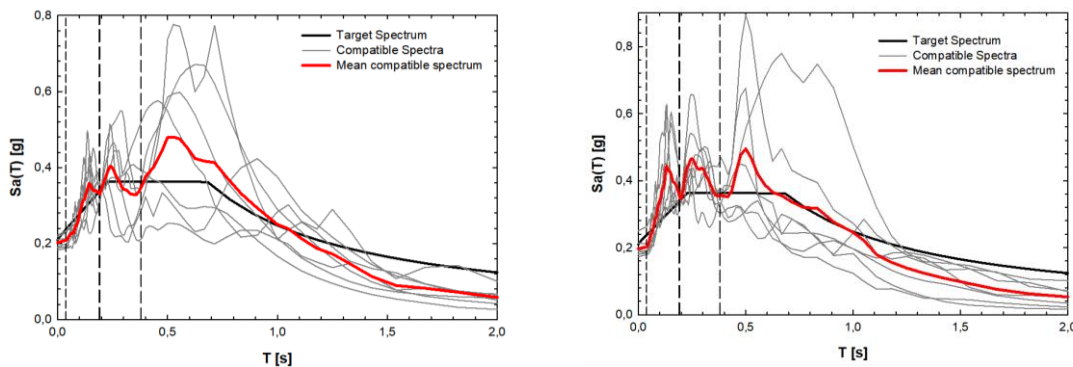 0,8
0,6
0,4
0,2
0,0
Sa(T) [g]
Target Spectrum
Compatible Spectra
Mean compatible spectrum
0,0 0,5 1,0 1,5 2,0
T [s]
0,8
0,6
0,4
0,2
0,0
Sa(T) [g]
Target Spectrum
Compatible Spectra
Mean compatible spectrum
0,0 0,5 1,0 1,5 2,0
T [s]